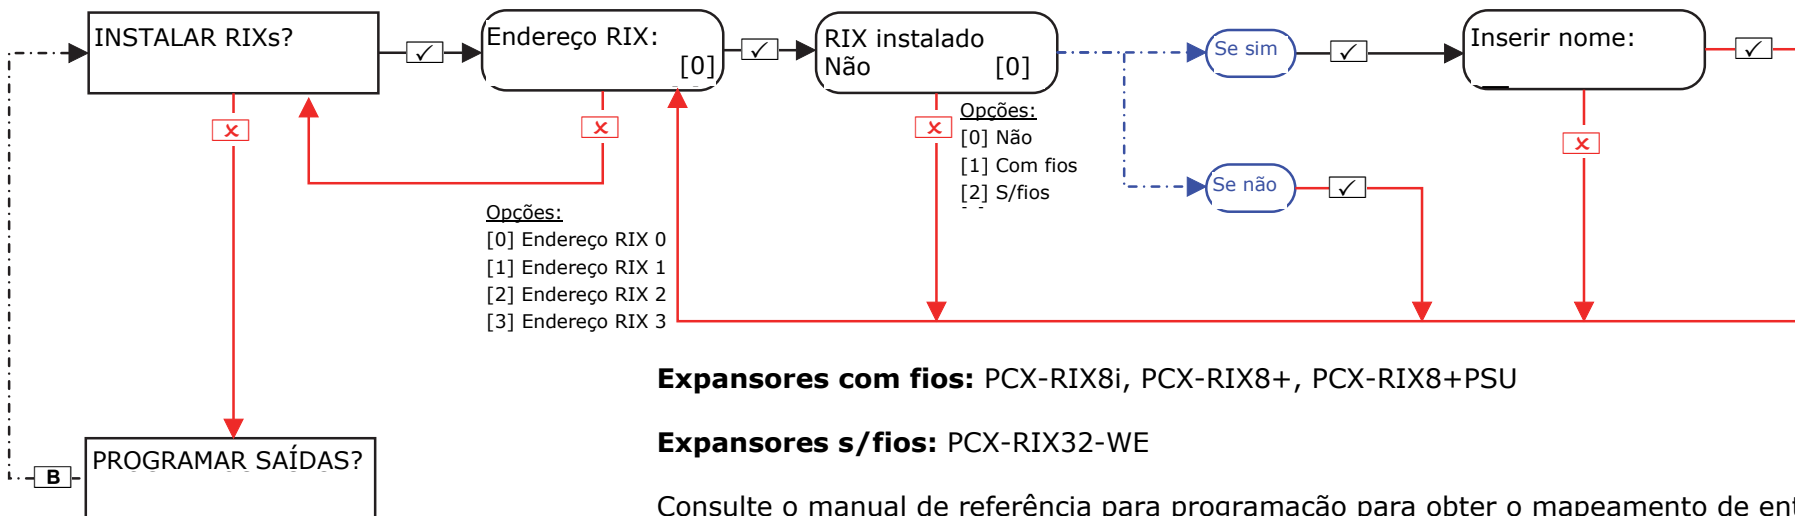 INSTALAR RIXs?
Endereço RIX:
[0]
RIX instalado
Não [0]
Se sim
Inserir nome:
Opções:
[0] Não
[1] Com fios
[2] S/fios
Se não
Opções:
[0] Endereço RIX 0
[1] Endereço RIX 1
[2] Endereço RIX 2
[3] Endereço RIX 3
Expansores com fios: PCX-RIX8i, PCX-RIX8+, PCX-RIX8+PSU
Expansores s/fios: PCX-RIX32-WE
PROGRAMAR SAÍDAS?
B
Consulte o manual de referência para programação para obter o mapeamento de ent